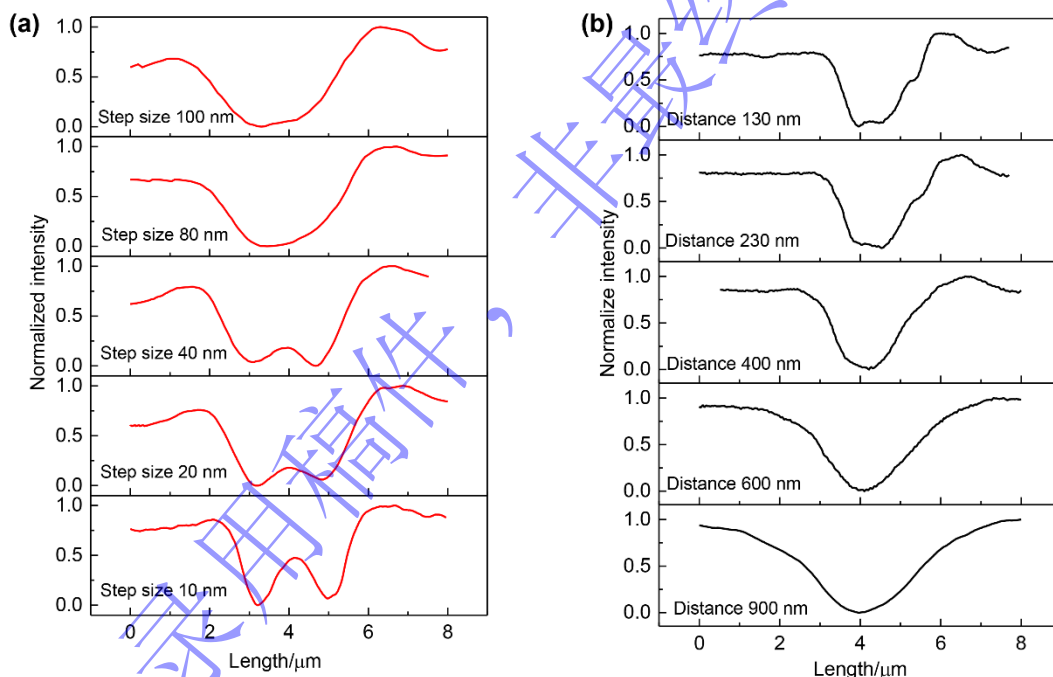 (a)
Normalized intensity
1.0
0.5
0.0
Step size 100 nm
1.0
0.5
0.0
Step size 80 nm
1.0
0.5
0.0
Step size 40 nm
1.0
0.5
0.0
Step size 20 nm
1.0
0.5
0.0
Step size 10 nm
0 2 4 6 8
Length/μm
(b)
Normalize intensity
1.0
0.5
0.0
Distance 130 nm
1.0
0.5
0.0
Distance 230 nm
1.0
0.5
0.0
Distance 400 nm
1.0
0.5
0.0
Distance 600 nm
1.0
0.5
0.0
Distance 900 nm
0 2 4 6 8
Length/μm
录用稿件，非最